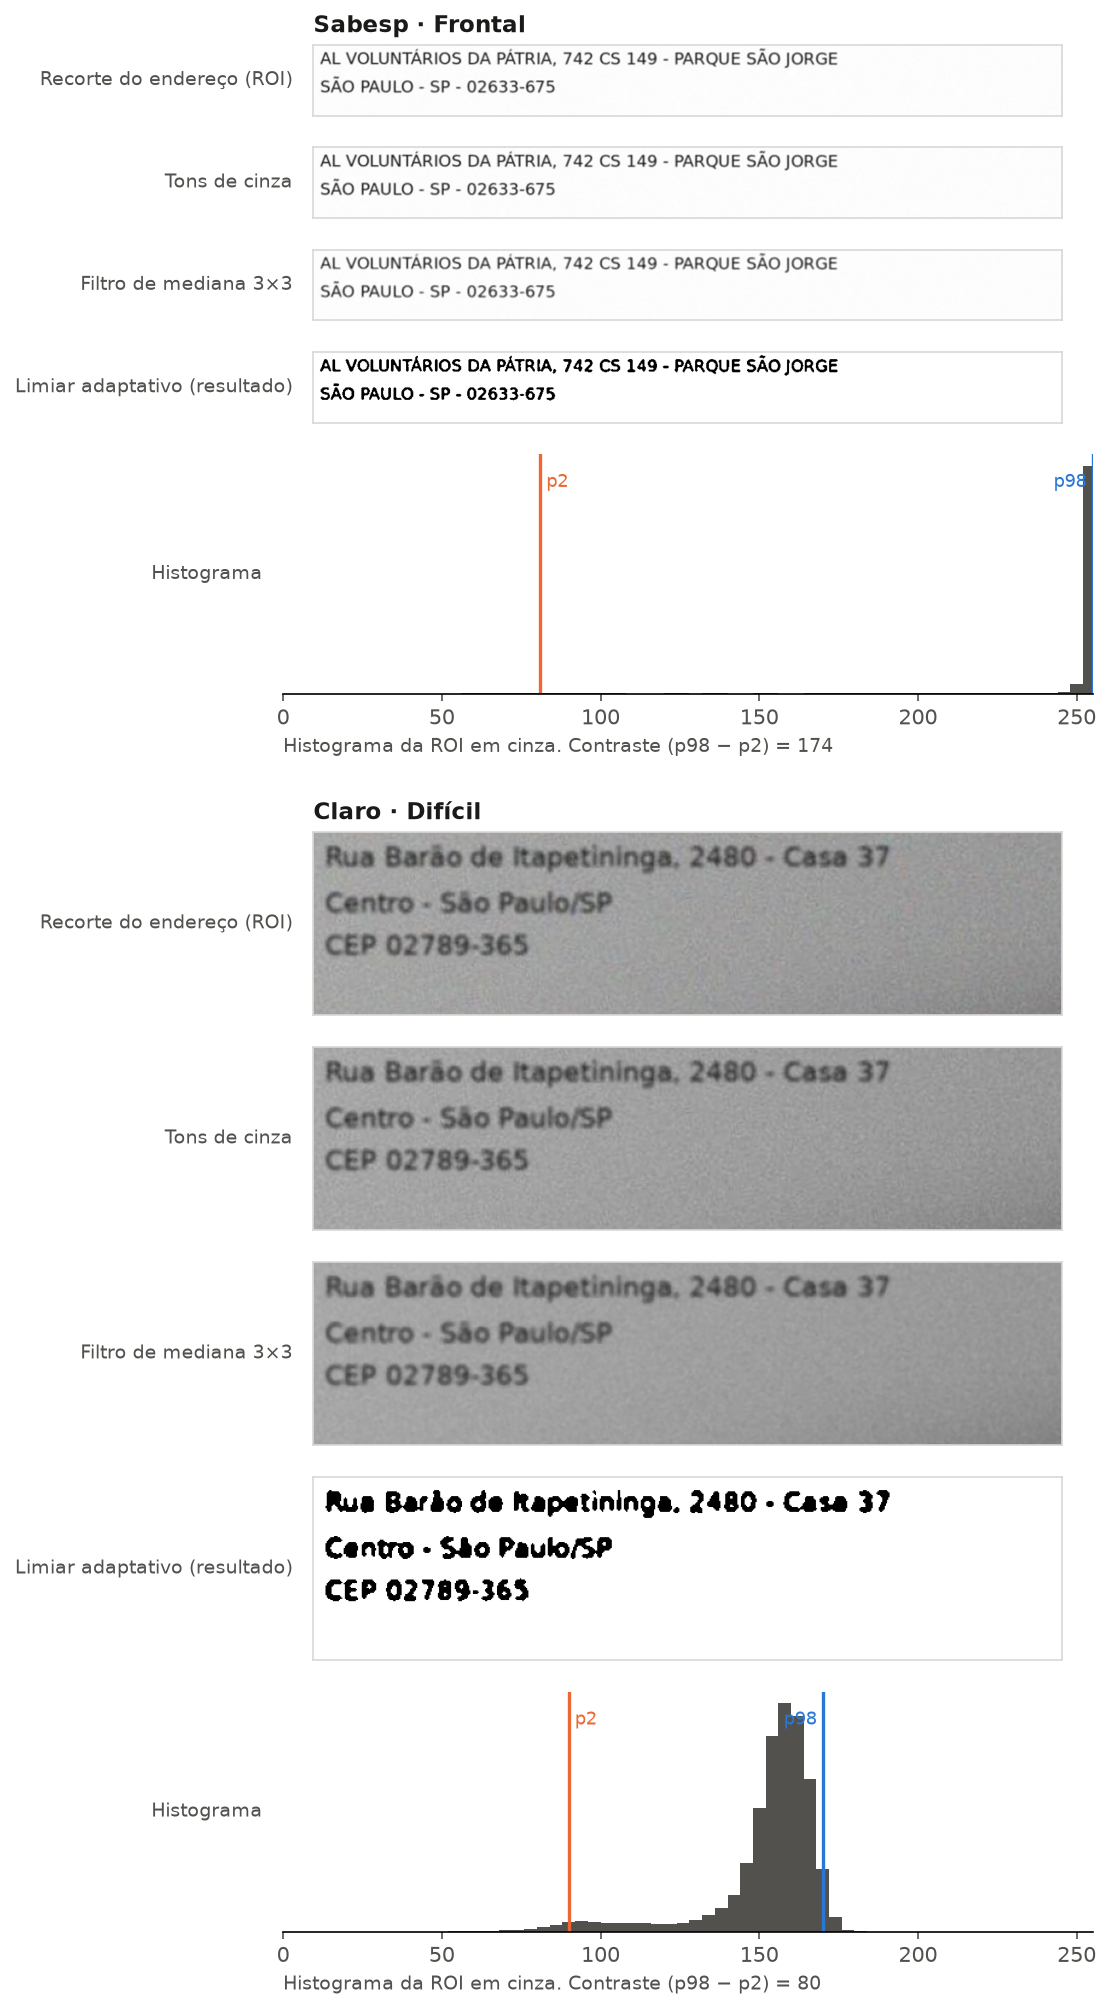 Sabesp · Frontal
Recorte do endereço (ROI)
AL VOLUNTÁRIOS DA PÁTRIA, 742 CS 149 - PARQUE SÃO JORGE
SÃO PAULO - SP - 02633-675
Tons de cinza
AL VOLUNTÁRIOS DA PÁTRIA, 742 CS 149 - PARQUE SÃO JORGE
SÃO PAULO - SP - 02633-675
Filtro de mediana 3×3
AL VOLUNTÁRIOS DA PÁTRIA, 742 CS 149 - PARQUE SÃO JORGE
SÃO PAULO - SP - 02633-675
Limiar adaptativo (resultado)
AL VOLUNTÁRIOS DA PÁTRIA, 742 CS 149 - PARQUE SÃO JORGE
SÃO PAULO - SP - 02633-675
p2 p98
Histograma
0 50 100 150 200 250
Histograma da ROI em cinza. Contraste (p98 − p2) = 174
Claro · Difícil
Recorte do endereço (ROI)
Rua Barão de Itapetininga, 2480 - Casa 37
Centro - São Paulo/SP
CEP 02789-365
Tons de cinza
Rua Barão de Itapetininga, 2480 - Casa 37
Centro - São Paulo/SP
CEP 02789-365
Filtro de mediana 3×3
Rua Barão de Itapetininga, 2480 - Casa 37
Centro - São Paulo/SP
CEP 02789-365
Limiar adaptativo (resultado)
Rua Barão de Itapetininga, 2480 - Casa 37
Centro - São Paulo/SP
CEP 02789-365
p2 p98
Histograma
0 50 100 150 200 250
Histograma da ROI em cinza. Contraste (p98 − p2) = 80